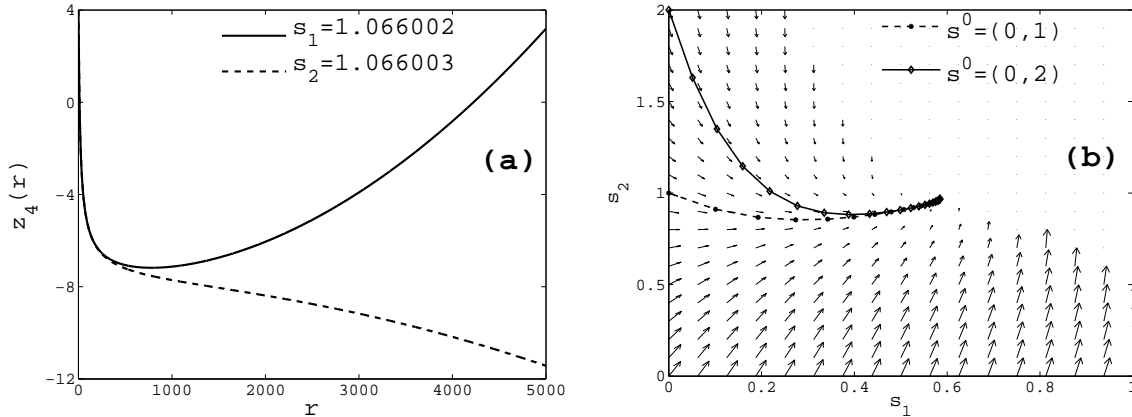 4
0
−4
−8
−12
0 1000 2000 3000 4000 5000
r
z_4(r)
s_1=1.066002
s_2=1.066003
(a)
2
1.5
1
0.5
0
0 0.2 0.4 0.6 0.8 1
s_1
s_2
s^0=(0,1)
s^0=(0,2)
(b)